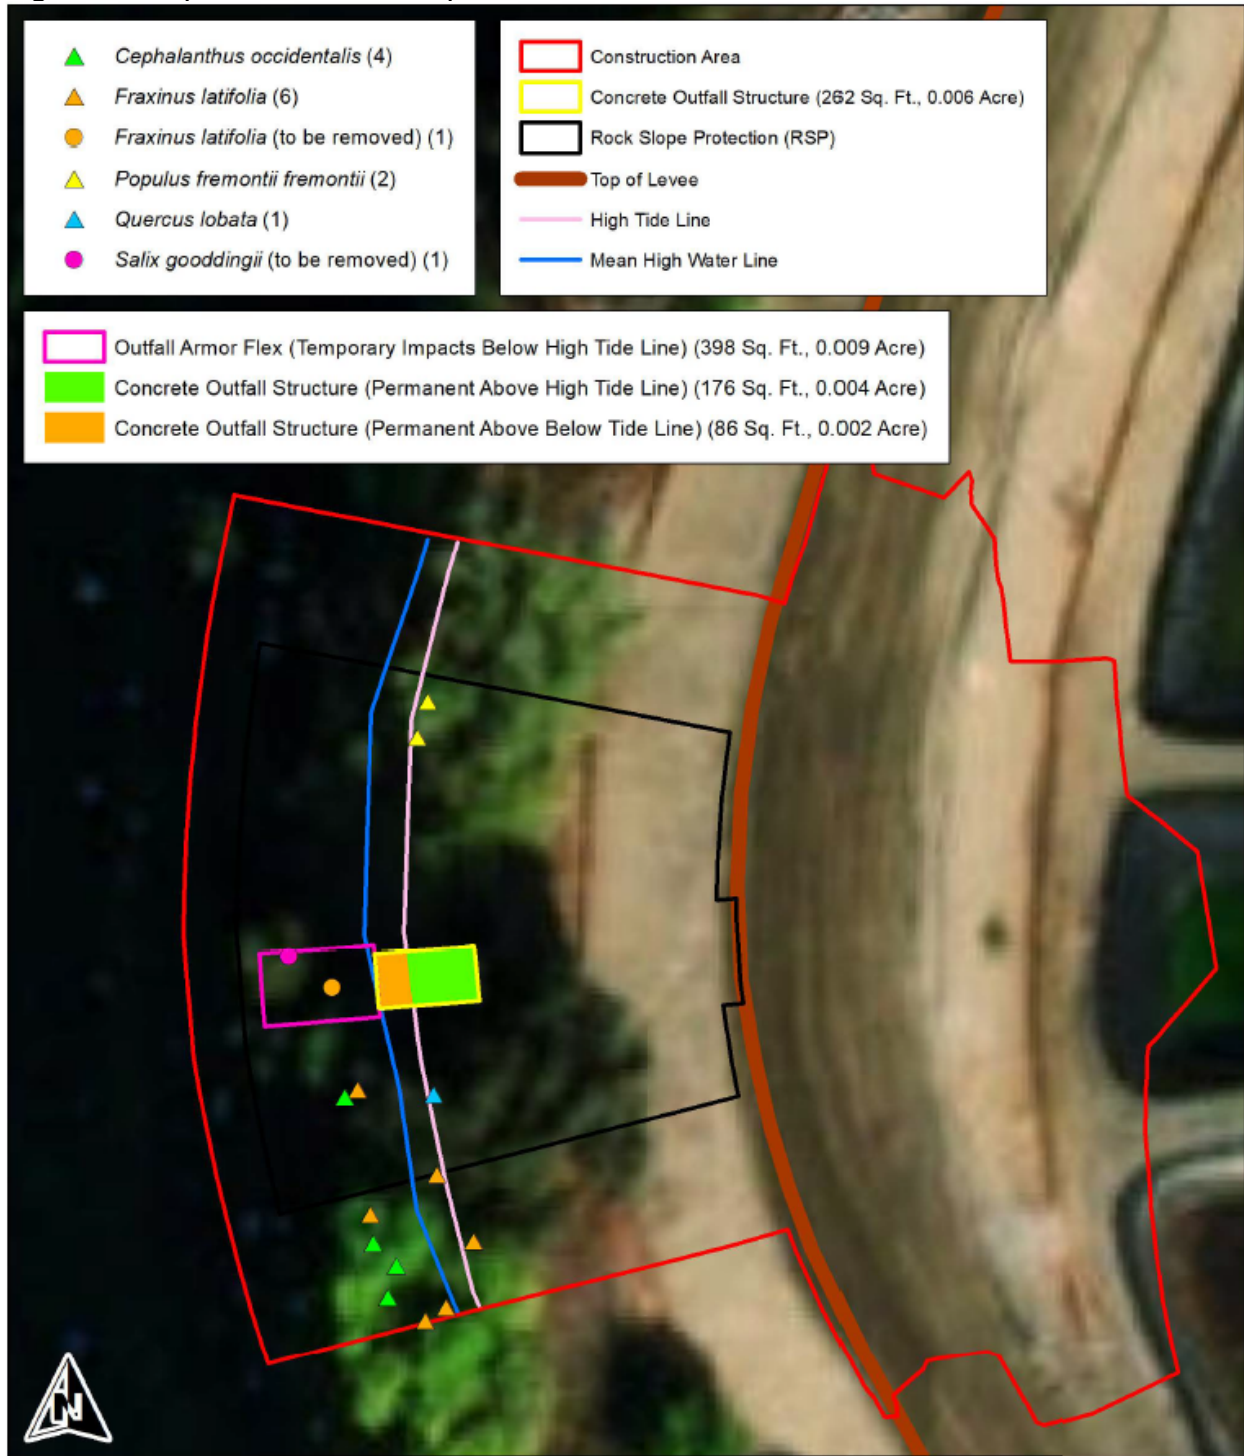 Cephalanthus occidentalis (4)
Fraxinus latifolia (6)
Fraxinus latifolia (to be removed) (1)
Populus fremontii fremontii (2)
Quercus lobata (1)
Salix gooddingii (to be removed) (1)
Construction Area
Concrete Outfall Structure (262 Sq. Ft., 0.006 Acre)
Rock Slope Protection (RSP)
Top of Levee
High Tide Line
Mean High Water Line
Outfall Armor Flex (Temporary Impacts Below High Tide Line) (398 Sq. Ft., 0.009 Acre)
Concrete Outfall Structure (Permanent Above High Tide Line) (176 Sq. Ft., 0.004 Acre)
Concrete Outfall Structure (Permanent Above Below Tide Line) (86 Sq. Ft., 0.002 Acre)
N